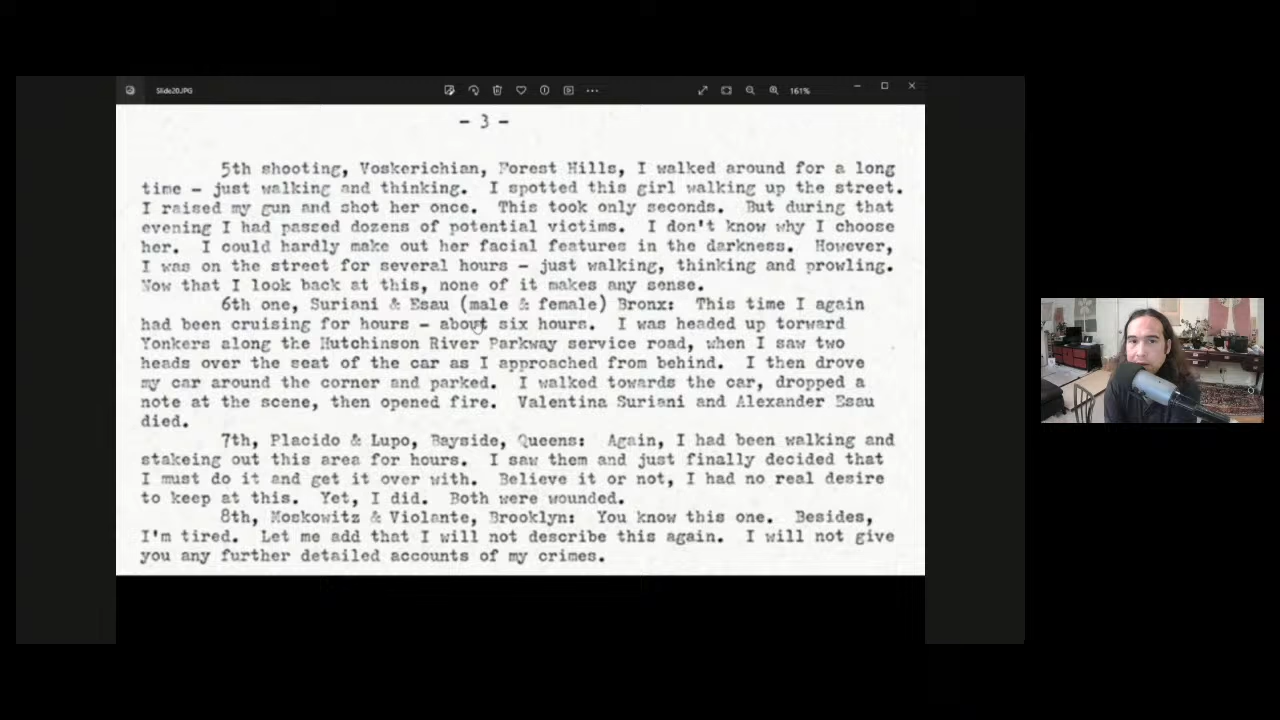 Slide20.JPG
161%
- 3 -
5th shooting, Voskerichian, Forest Hills, I walked around for a long
time - just walking and thinking. I spotted this girl walking up the street.
I raised my gun and shot her once. This took only seconds. But during that
evening I had passed dozens of potential victims. I don't know why I choose
her. I could hardly make out her facial features in the darkness. However,
I was on the street for several hours - just walking, thinking and prowling.
Now that I look back at this, none of it makes any sense.
6th one, Suriani & Esau (male & female) Bronx: This time I again
had been cruising for hours - about six hours. I was headed up torward
Yonkers along the Hutchinson River Parkway service road, when I saw two
heads over the seat of the car as I approached from behind. I then drove
my car around the corner and parked. I walked towards the car, dropped a
note at the scene, then opened fire. Valentina Suriani and Alexander Esau
died.
7th, Placido & Lupo, Bayside, Queens: Again, I had been walking and
stakeing out this area for hours. I saw them and just finally decided that
I must do it and get it over with. Believe it or not, I had no real desire
to keep at this. Yet, I did. Both were wounded.
8th, Moskowitz & Violante, Brooklyn: You know this one. Besides,
I'm tired. Let me add that I will not describe this again. I will not give
you any further detailed accounts of my crimes.